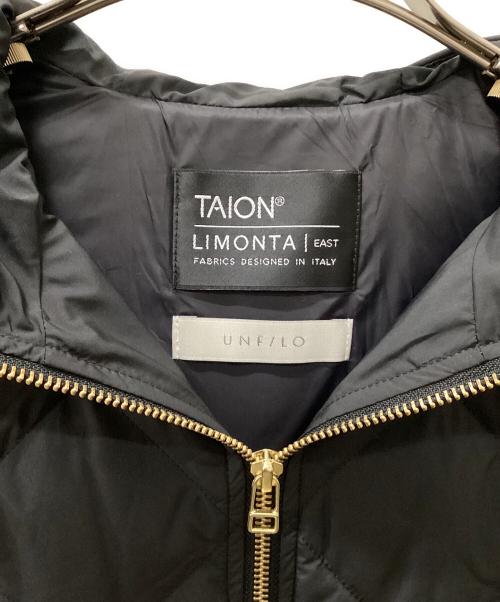 TAION®
LIMONTA | EAST
FABRICS DESIGNED IN ITALY
UNF/LO